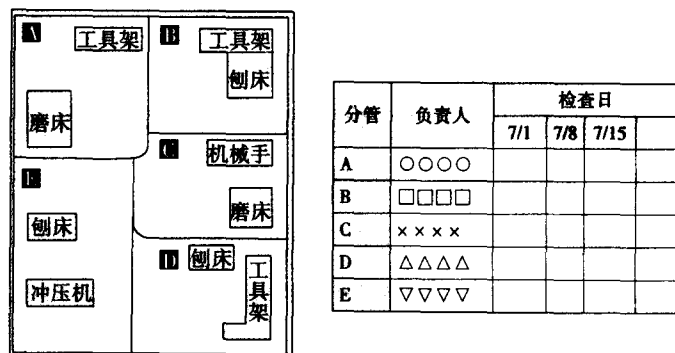 A 工具架
磨床
B 工具架
刨床
C 机械手
磨床
E
刨床
冲压机
D 刨床
工具架
分管 负责人 检查日
7/1 7/8 7/15
A ○○○○
B □□□□
C ××××
D △△△△
E ▽▽▽▽